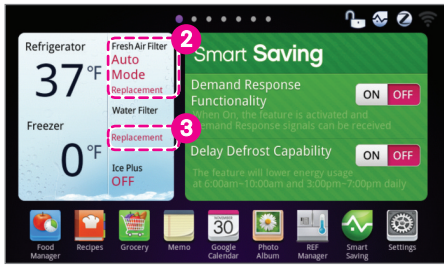 2
Refrigerator
37 °F
Freezer
0 °F
Fresh Air Filter
Auto
Mode
Replacement
Water Filter
3
Replacement
Ice Plus
OFF
Smart Saving
Demand Response
Functionality
When On, the feature is activated and
Demand Response signals can be received
ON OFF
Delay Defrost Capability
The feature will lower energy usage
at 6:00am~10:00am and 3:00pm~7:00pm daily
ON OFF
Food
Manager
Recipes
Grocery
Memo
NOVEMBER
30
Google
Calendar
Photo
Album
REF
Manager
Smart
Saving
Settings